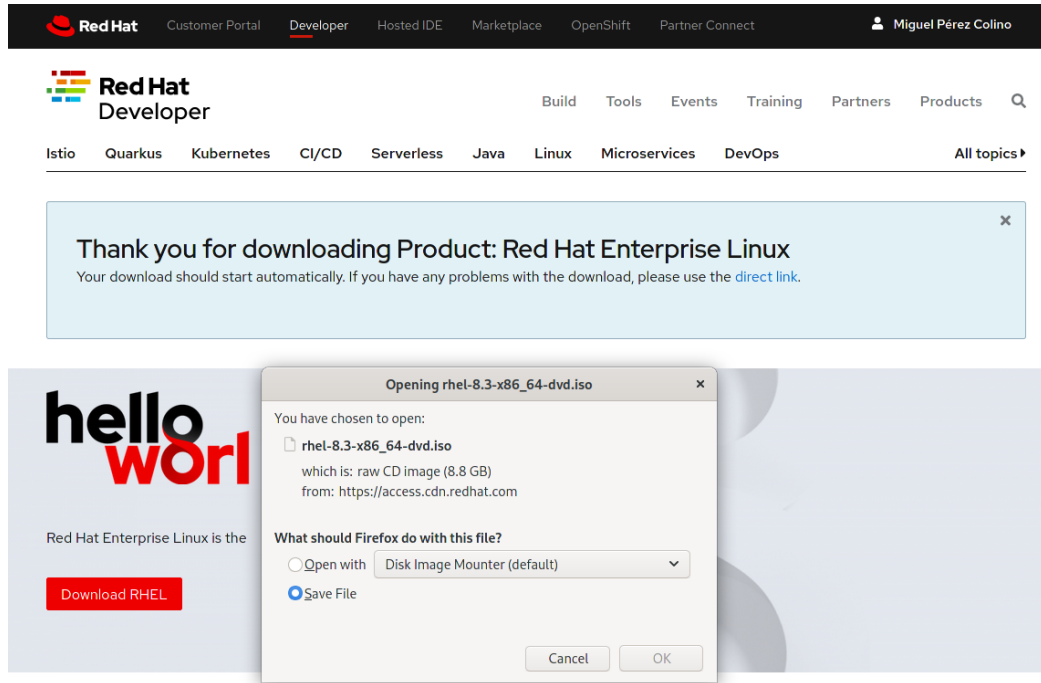 Red Hat Customer Portal Developer Hosted IDE Marketplace OpenShift Partner Connect Miguel Pérez Colino
Red Hat
Developer
Build Tools Events Training Partners Products
Istio Quarkus Kubernetes CI/CD Serverless Java Linux Microservices DevOps All topics
Thank you for downloading Product: Red Hat Enterprise Linux
Your download should start automatically. If you have any problems with the download, please use the direct link.
hello
worl
Red Hat Enterprise Linux is the
Download RHEL
Opening rhel-8.3-x86_64-dvd.iso
You have chosen to open:
rhel-8.3-x86_64-dvd.iso
which is: raw CD image (8.8 GB)
from: https://access.cdn.redhat.com
What should Firefox do with this file?
Open with Disk Image Mounter (default)
Save File
Cancel OK